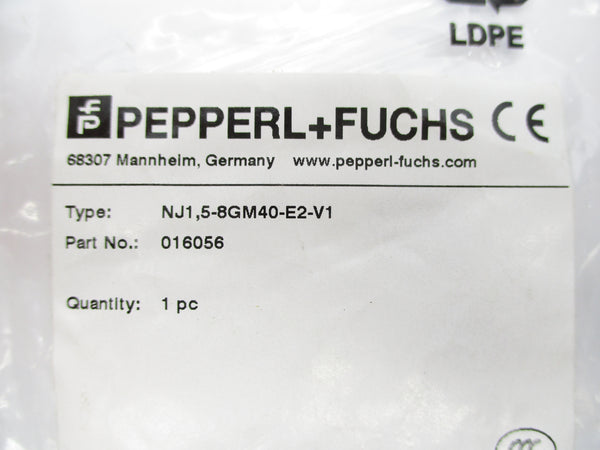 LDPE
PEPPERL+FUCHS CE
68307 Mannheim, Germany www.pepperl-fuchs.com
Type: NJ1,5-8GM40-E2-V1
Part No.: 016056
Quantity: 1 pc